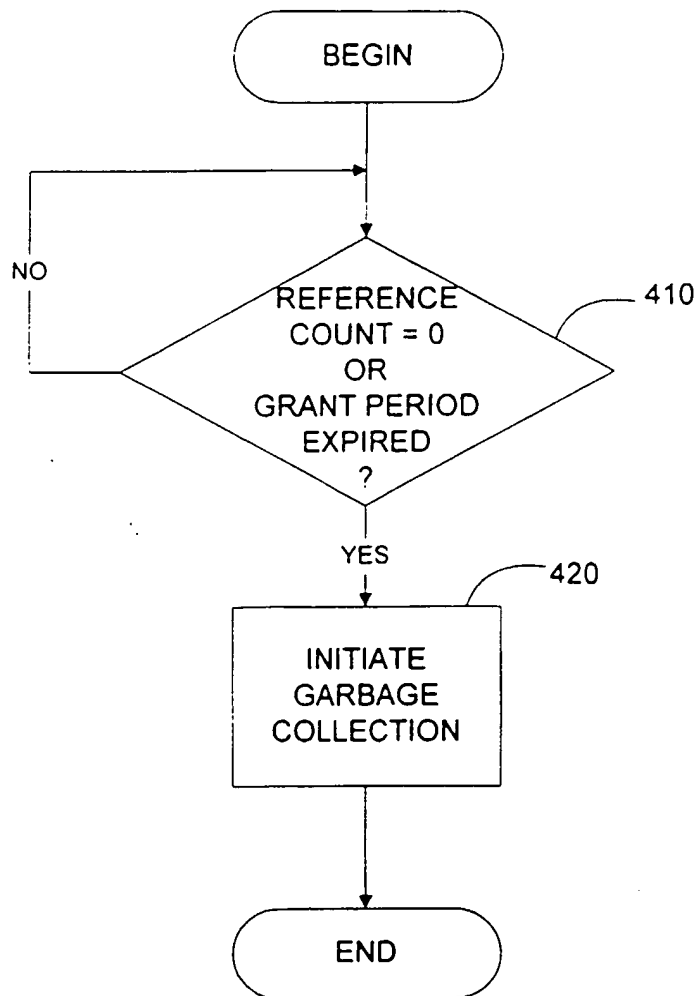 BEGIN
NO
REFERENCE
COUNT = 0
OR
GRANT PERIOD
EXPIRED
?
410
YES
420
INITIATE
GARBAGE
COLLECTION
END